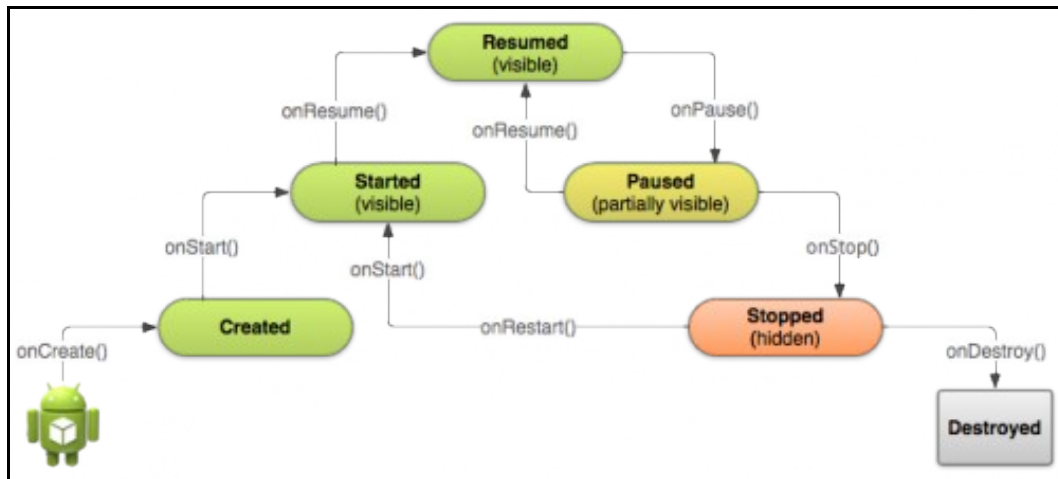 Resumed
(visible)
onResume()
onPause()
onResume()
Started
(visible)
Paused
(partially visible)
onStart()
onStart()
onStop()
Created
onRestart()
Stopped
(hidden)
onCreate()
onDestroy()
Destroyed